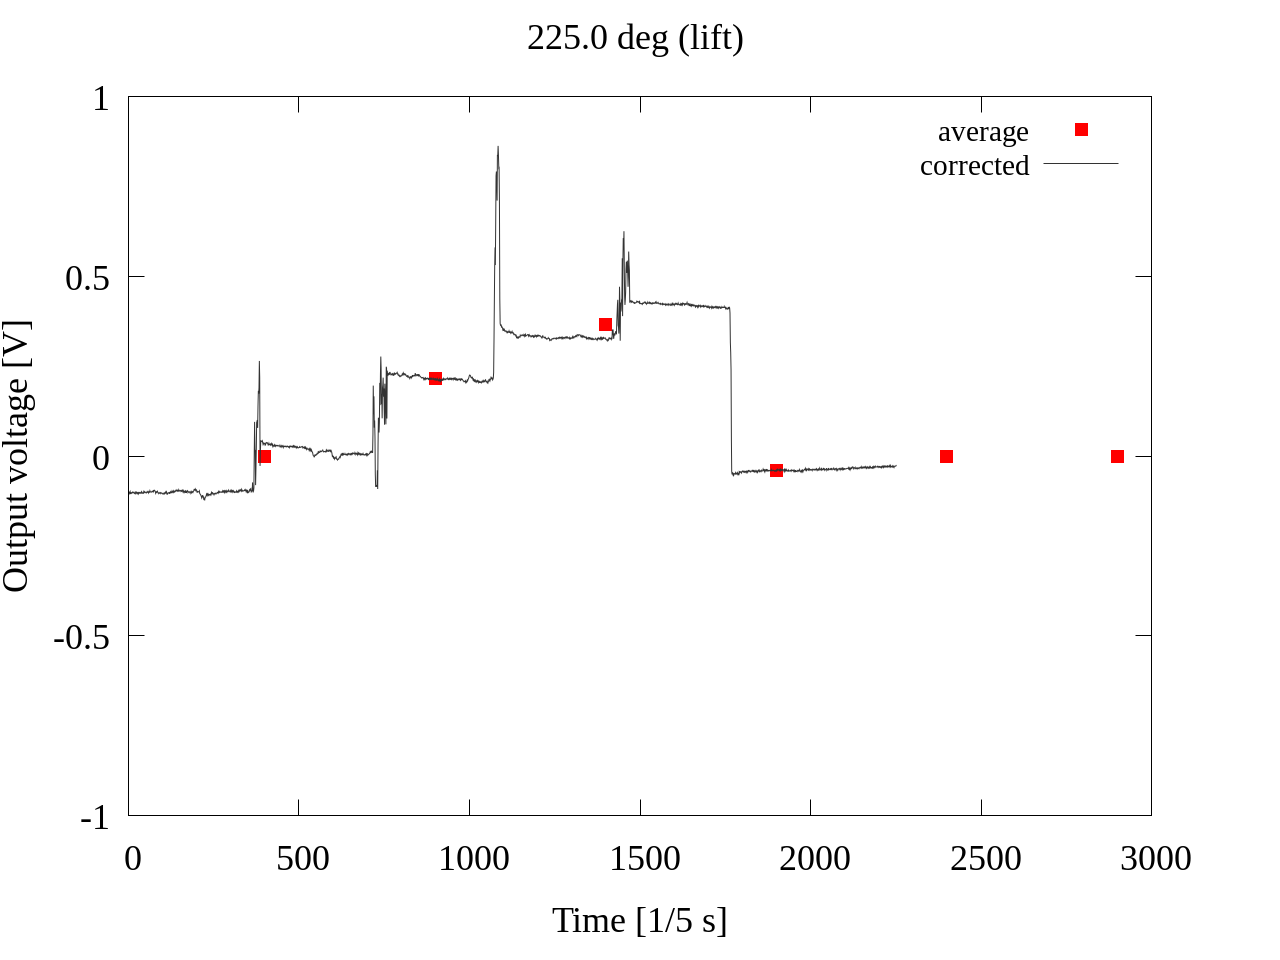 225.0 deg (lift)
average
corrected
1
0.5
0
-0.5
-1
Output voltage [V]
0 500 1000 1500 2000 2500 3000
Time [1/5 s]